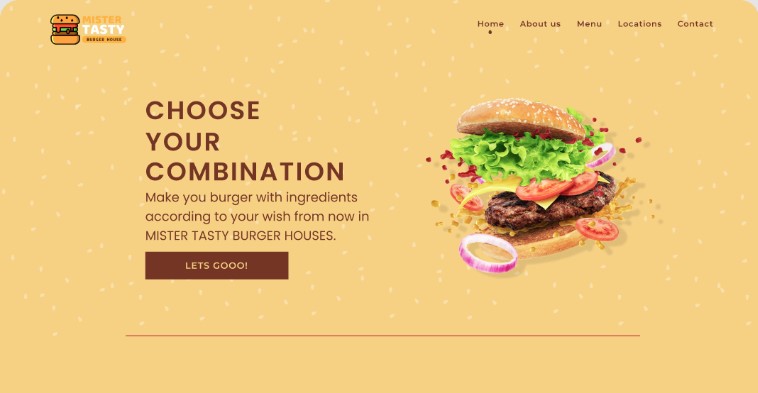 MISTER
TASTY
BURGER HOUSE
Home About us Menu Locations Contact
CHOOSE
YOUR
COMBINATION
Make you burger with ingredients
according to your wish from now in
MISTER TASTY BURGER HOUSES.
LETS GOOO!